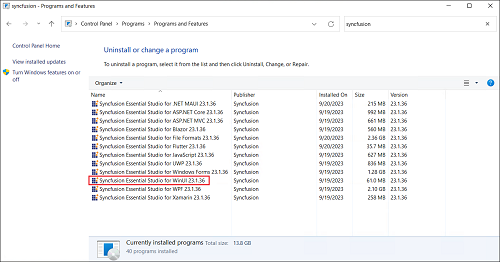 Programs and Features
Control Panel > Programs > Programs and Features
syncfusion
Control Panel Home
View installed updates
Turn Windows features on or off
Uninstall or change a program
To uninstall a program, select it from the list and then click Uninstall, Change, or Repair.
Organize
Name Publisher Installed On Size Version
Syncfusion Essential Studio for .NET MAUI 23.1.36 Syncfusion 9/20/2023 215 MB 23.1.36
Syncfusion Essential Studio for ASP.NET Core 23.1.36 Syncfusion 9/19/2023 992 MB 23.1.36
Syncfusion Essential Studio for ASP.NET MVC 23.1.36 Syncfusion 9/19/2023 661 MB 23.1.36
Syncfusion Essential Studio for Blazor 23.1.36 Syncfusion 9/19/2023 560 MB 23.1.36
Syncfusion Essential Studio for File Formats 23.1.36 Syncfusion 9/20/2023 2.36 GB 23.1.36
Syncfusion Essential Studio for Flutter 23.1.36 Syncfusion 9/19/2023 35.7 MB 23.1.36
Syncfusion Essential Studio for JavaScript 23.1.36 Syncfusion 9/19/2023 627 MB 23.1.36
Syncfusion Essential Studio for UWP 23.1.36 Syncfusion 9/19/2023 836 MB 23.1.36
Syncfusion Essential Studio for Windows Forms 23.1.36 Syncfusion 9/19/2023 1.28 GB 23.1.36
Syncfusion Essential Studio for WinUI 23.1.36 Syncfusion 9/19/2023 61.0 MB 23.1.36
Syncfusion Essential Studio for WPF 23.1.36 Syncfusion 9/19/2023 2.10 GB 23.1.36
Syncfusion Essential Studio for Xamarin 23.1.36 Syncfusion 9/19/2023 258 MB 23.1.36
Currently installed programs Total size: 13.8 GB
40 programs installed